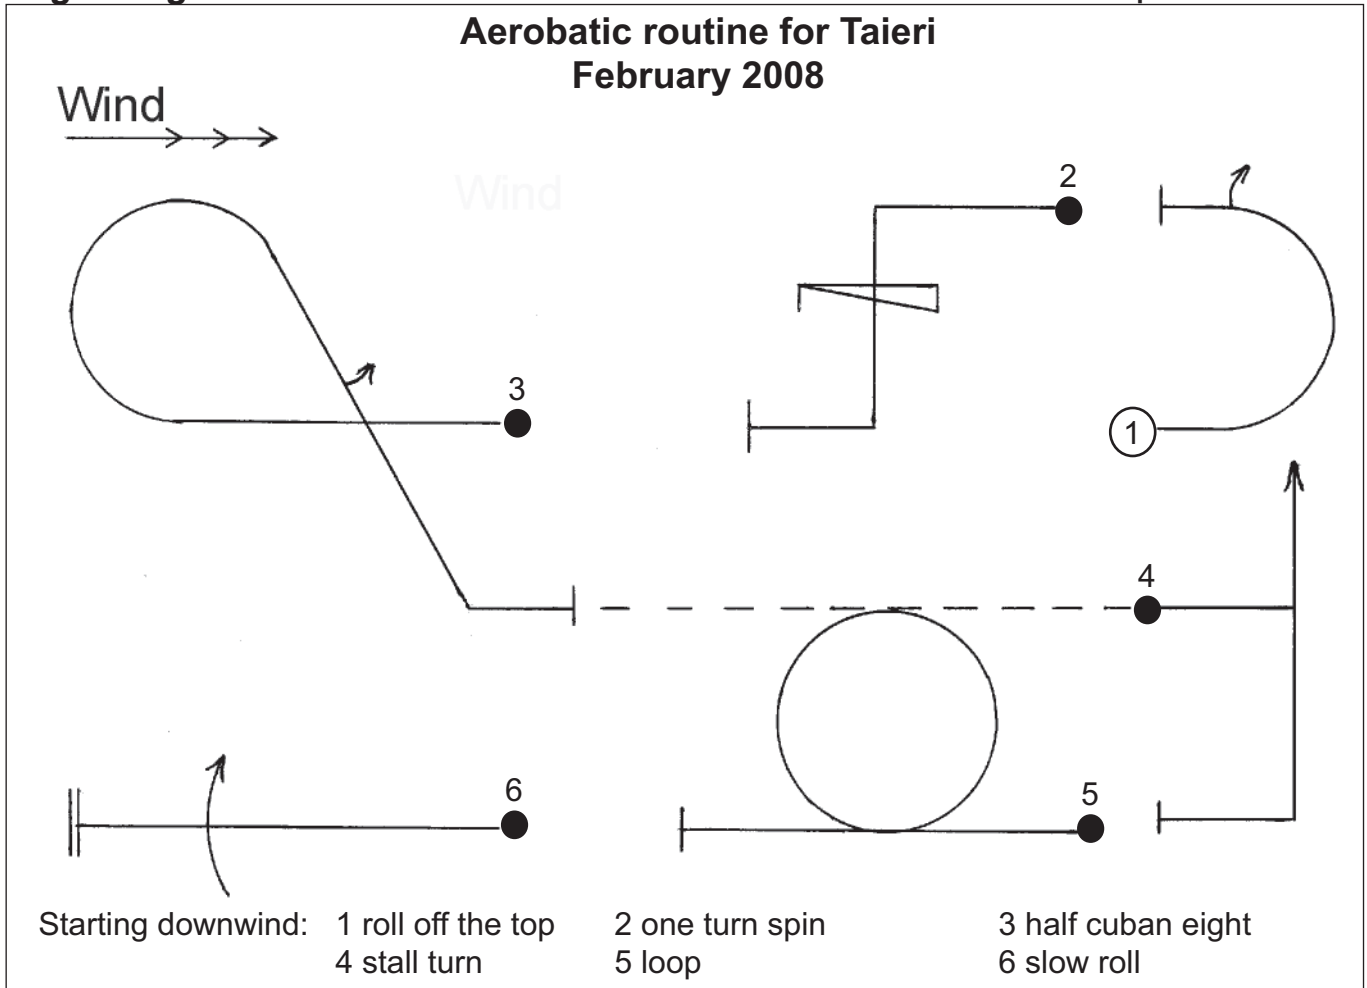 Aerobatic routine for Taieri
February 2008
Wind
Wind
2
3
1
4
6
5
Starting downwind: 1 roll off the top 2 one turn spin 3 half cuban eight
4 stall turn 5 loop 6 slow roll